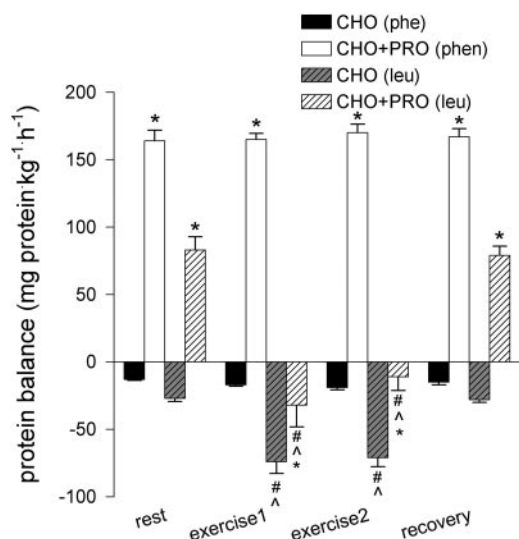 CHO (phe)
CHO+PRO (phen)
CHO (leu)
CHO+PRO (leu)
protein balance (mg protein·kg⁻¹·h⁻¹)
200
150
100
50
0
-50
-100
*
*
*
*
*
*
#
^
#
^
*
#
^
#
^
*
rest
exercise1
exercise2
recovery